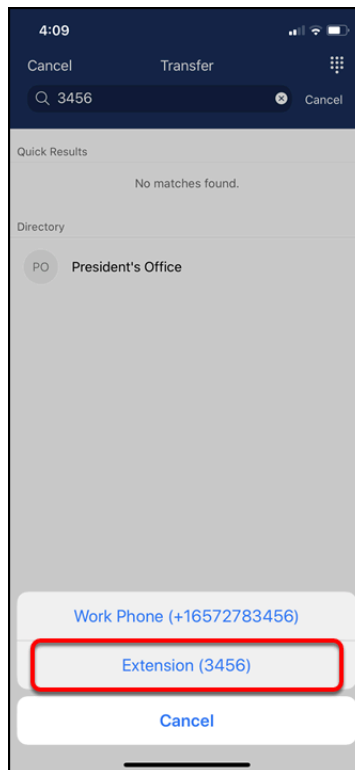 4:09
Cancel Transfer
3456 Cancel
Quick Results
No matches found.
Directory
PO President's Office
Work Phone (+16572783456)
Extension (3456)
Cancel